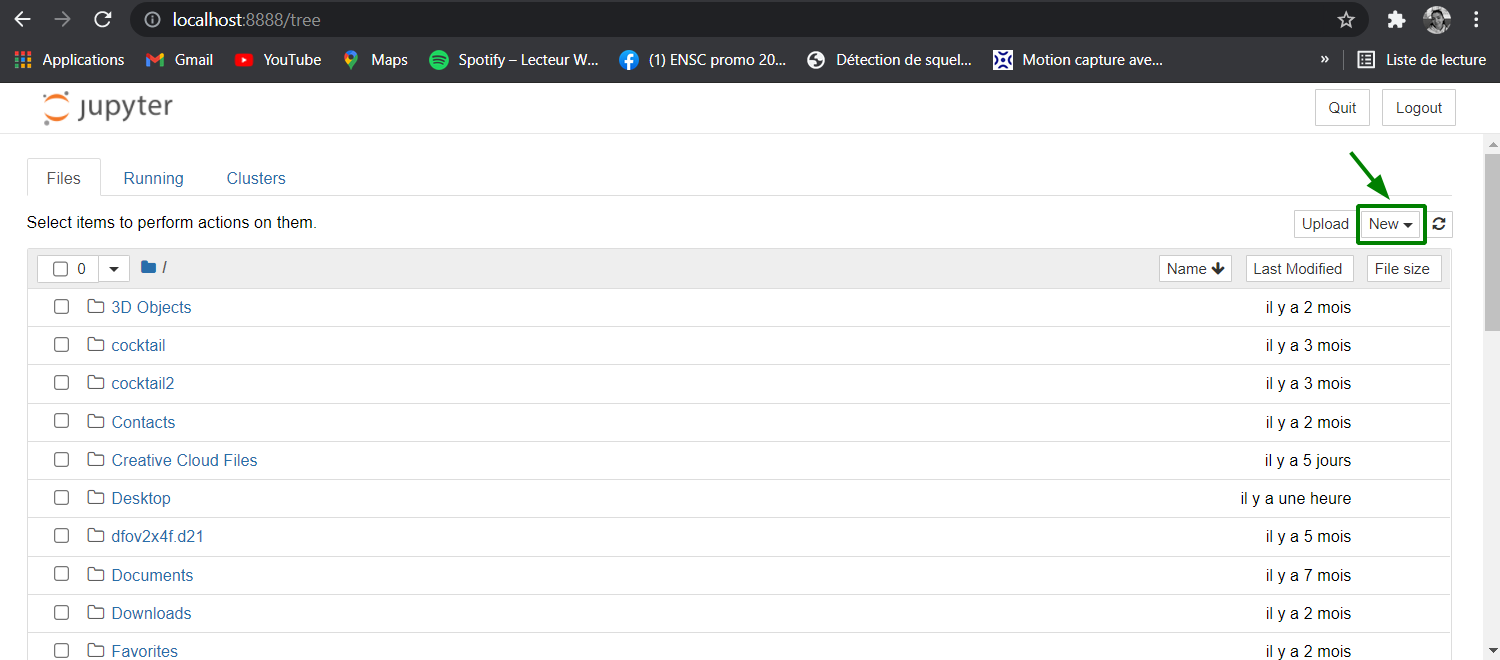 localhost:8888/tree
Applications Gmail YouTube Maps Spotify – Lecteur W... (1) ENSC promo 20... Détection de squel... Motion capture ave... » Liste de lecture
jupyter Quit Logout
Files Running Clusters
Select items to perform actions on them. Upload New
0 / Name Last Modified File size
3D Objects il y a 2 mois
cocktail il y a 3 mois
cocktail2 il y a 3 mois
Contacts il y a 2 mois
Creative Cloud Files il y a 5 jours
Desktop il y a une heure
dfov2x4f.d21 il y a 5 mois
Documents il y a 7 mois
Downloads il y a 2 mois
Favorites il y a 2 mois